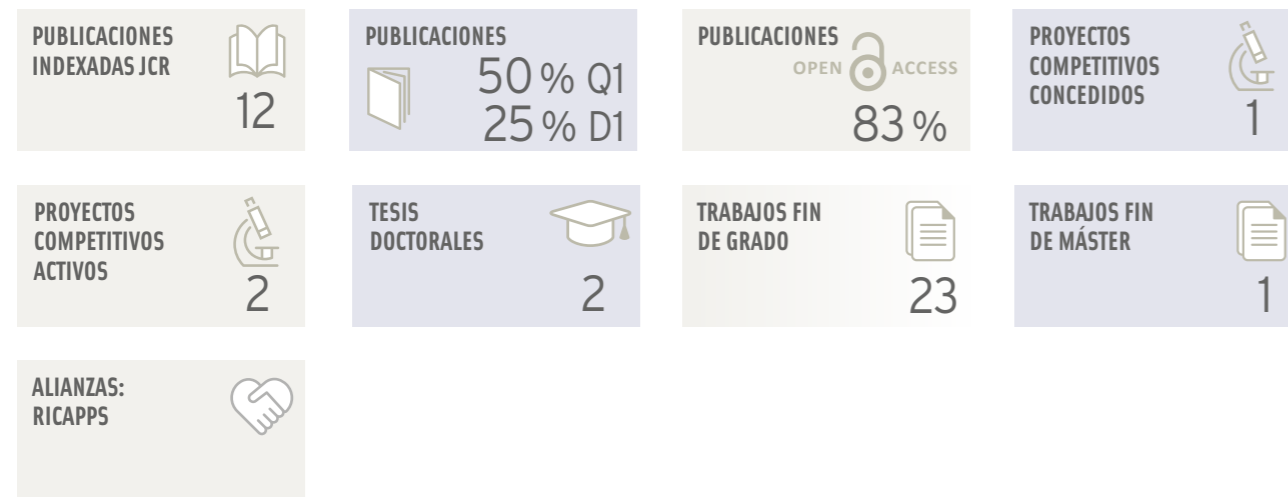 PUBLICACIONES
INDEXADAS JCR
12
PUBLICACIONES
50 % Q1
25 % D1
PUBLICACIONES
OPEN ACCESS
83 %
PROYECTOS
COMPETITIVOS
CONCEDIDOS
1
PROYECTOS
COMPETITIVOS
ACTIVOS
2
TESIS
DOCTORALES
2
TRABAJOS FIN
DE GRADO
23
TRABAJOS FIN
DE MÁSTER
1
ALIANZAS:
RICAPPS